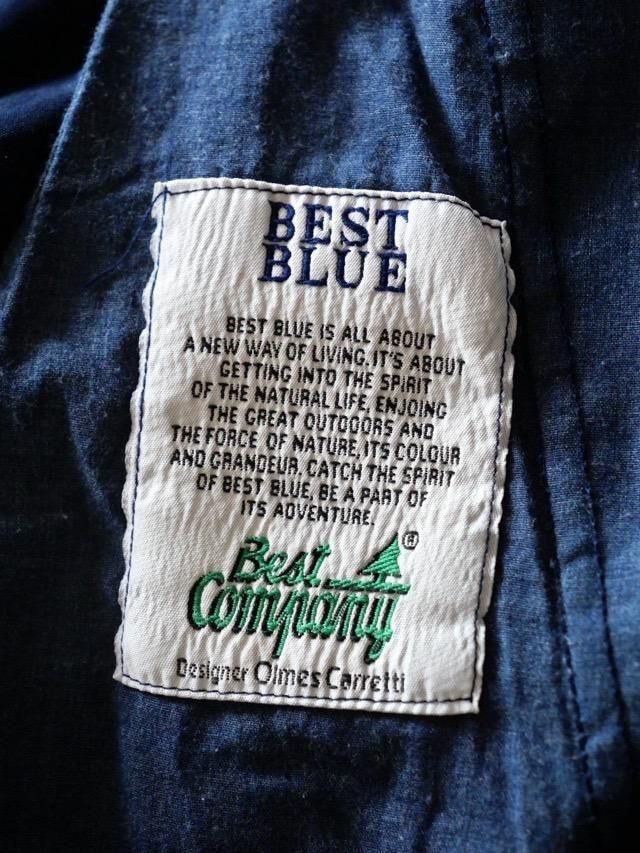 BEST
BLUE
BEST BLUE IS ALL ABOUT
A NEW WAY OF LIVING. IT'S ABOUT
GETTING INTO THE SPIRIT
OF THE NATURAL LIFE, ENJOING
THE GREAT OUTDOORS AND
THE FORCE OF NATURE, ITS COLOUR
AND GRANDEUR. CATCH THE SPIRIT
OF BEST BLUE, BE A PART OF
ITS ADVENTURE.
Best
Company®
Designer Olmes Carretti